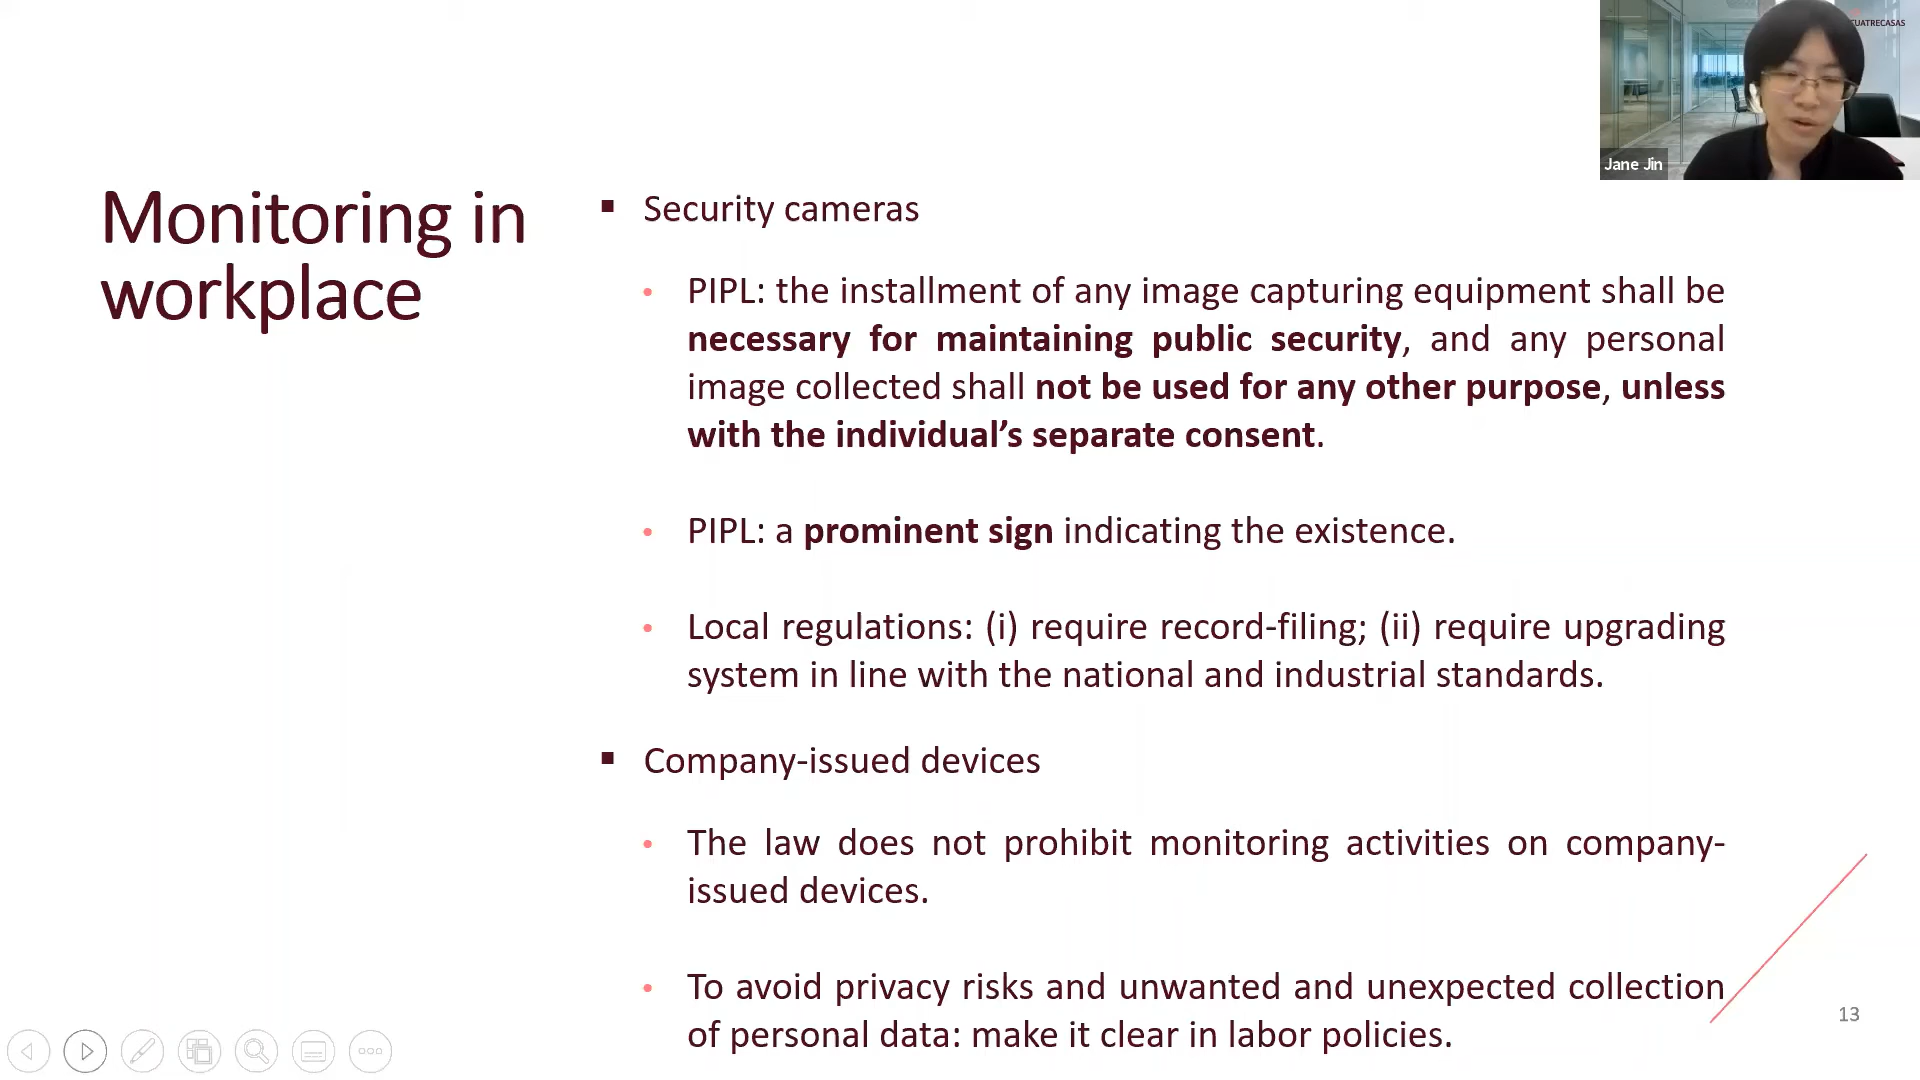 CUATRECASAS
Jane Jin
Monitoring in
workplace
▪ Security cameras
• PIPL: the installment of any image capturing equipment shall be
necessary for maintaining public security, and any personal
image collected shall not be used for any other purpose, unless
with the individual’s separate consent.
• PIPL: a prominent sign indicating the existence.
• Local regulations: (i) require record-filing; (ii) require upgrading
system in line with the national and industrial standards.
▪ Company-issued devices
• The law does not prohibit monitoring activities on company-
issued devices.
• To avoid privacy risks and unwanted and unexpected collection
of personal data: make it clear in labor policies.
13